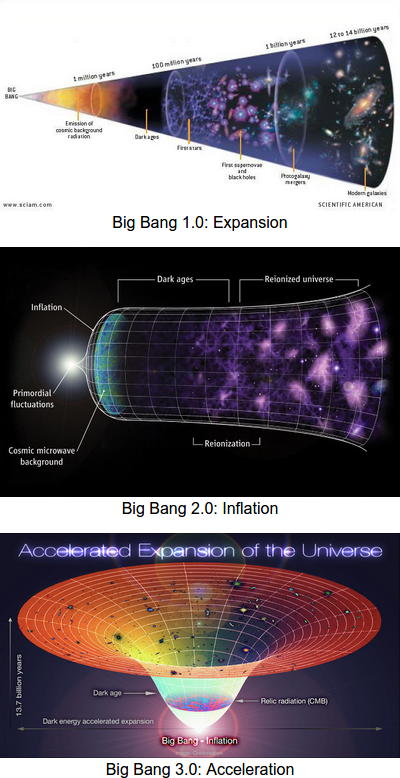 12 to 14 billion years
1 billion years
100 million years
1 million years
BIG
BANG
Emission of
cosmic background
radiation
Dark ages
First stars
First supernovae
and
black holes
Protogalaxy
mergers
Modern galaxies
www.sciam.com
SCIENTIFIC AMERICAN
Big Bang 1.0: Expansion
Dark ages
Reionized universe
Inflation
Primordial
fluctuations
Cosmic microwave
background
Reionization
Big Bang 2.0: Inflation
Accelerated Expansion of the Universe
13.7 billion years
Dark age
Relic radiation (CMB)
Dark energy accelerated expansion
Big Bang - Inflation
Big Bang 3.0: Acceleration